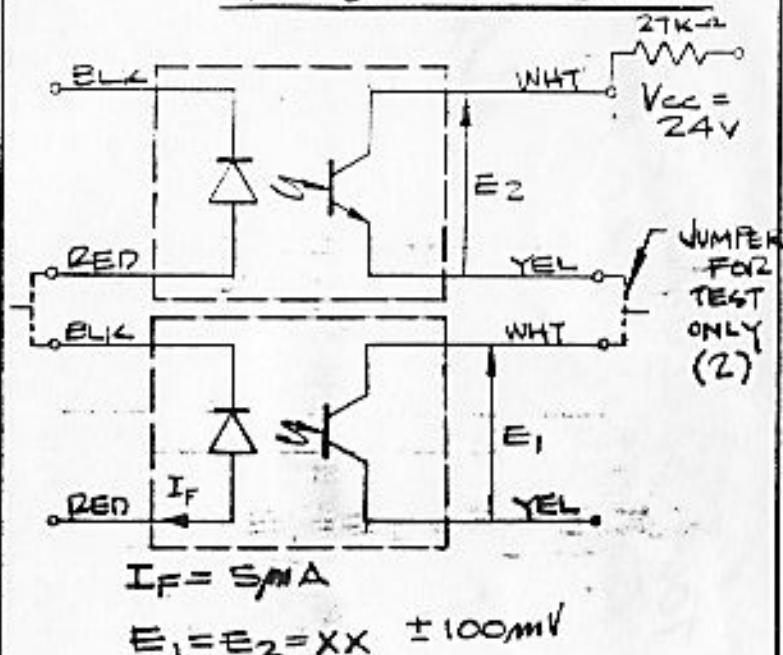 27K Ω
BLK
WHT
VCC =
24V
E2
RED
YEL
JUMPER
FOR
TEST
ONLY
(2)
BLK
WHT
E1
RED
IF
YEL
IF = 5mA
E1 = E2 = XX ±100mV